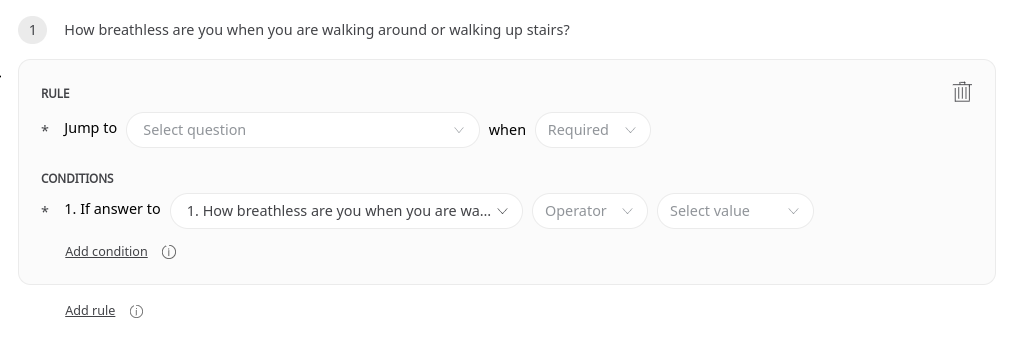 1 How breathless are you when you are walking around or walking up stairs?
RULE
* Jump to Select question when Required
CONDITIONS
* 1. If answer to 1. How breathless are you when you are wa... Operator Select value
Add condition
Add rule